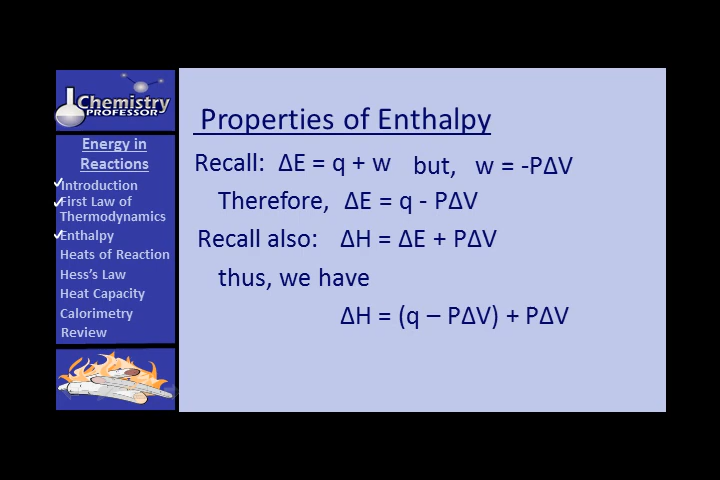 Chemistry
PROFESSOR
Energy in
Reactions
Introduction
First Law of
Thermodynamics
Enthalpy
Heats of Reaction
Hess's Law
Heat Capacity
Calorimetry
Review
Properties of Enthalpy
Recall: ΔE = q + w but, w = -PΔV
Therefore, ΔE = q - PΔV
Recall also: ΔH = ΔE + PΔV
thus, we have
ΔH = (q – PΔV) + PΔV